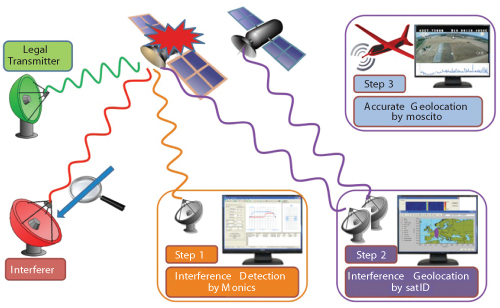 Legal
Transmitter
Step 3
Accurate Geolocation
by moscito
Interferer
Step 1
Interference Detection
by Monics
Step 2
Interference Geolocation
by satID